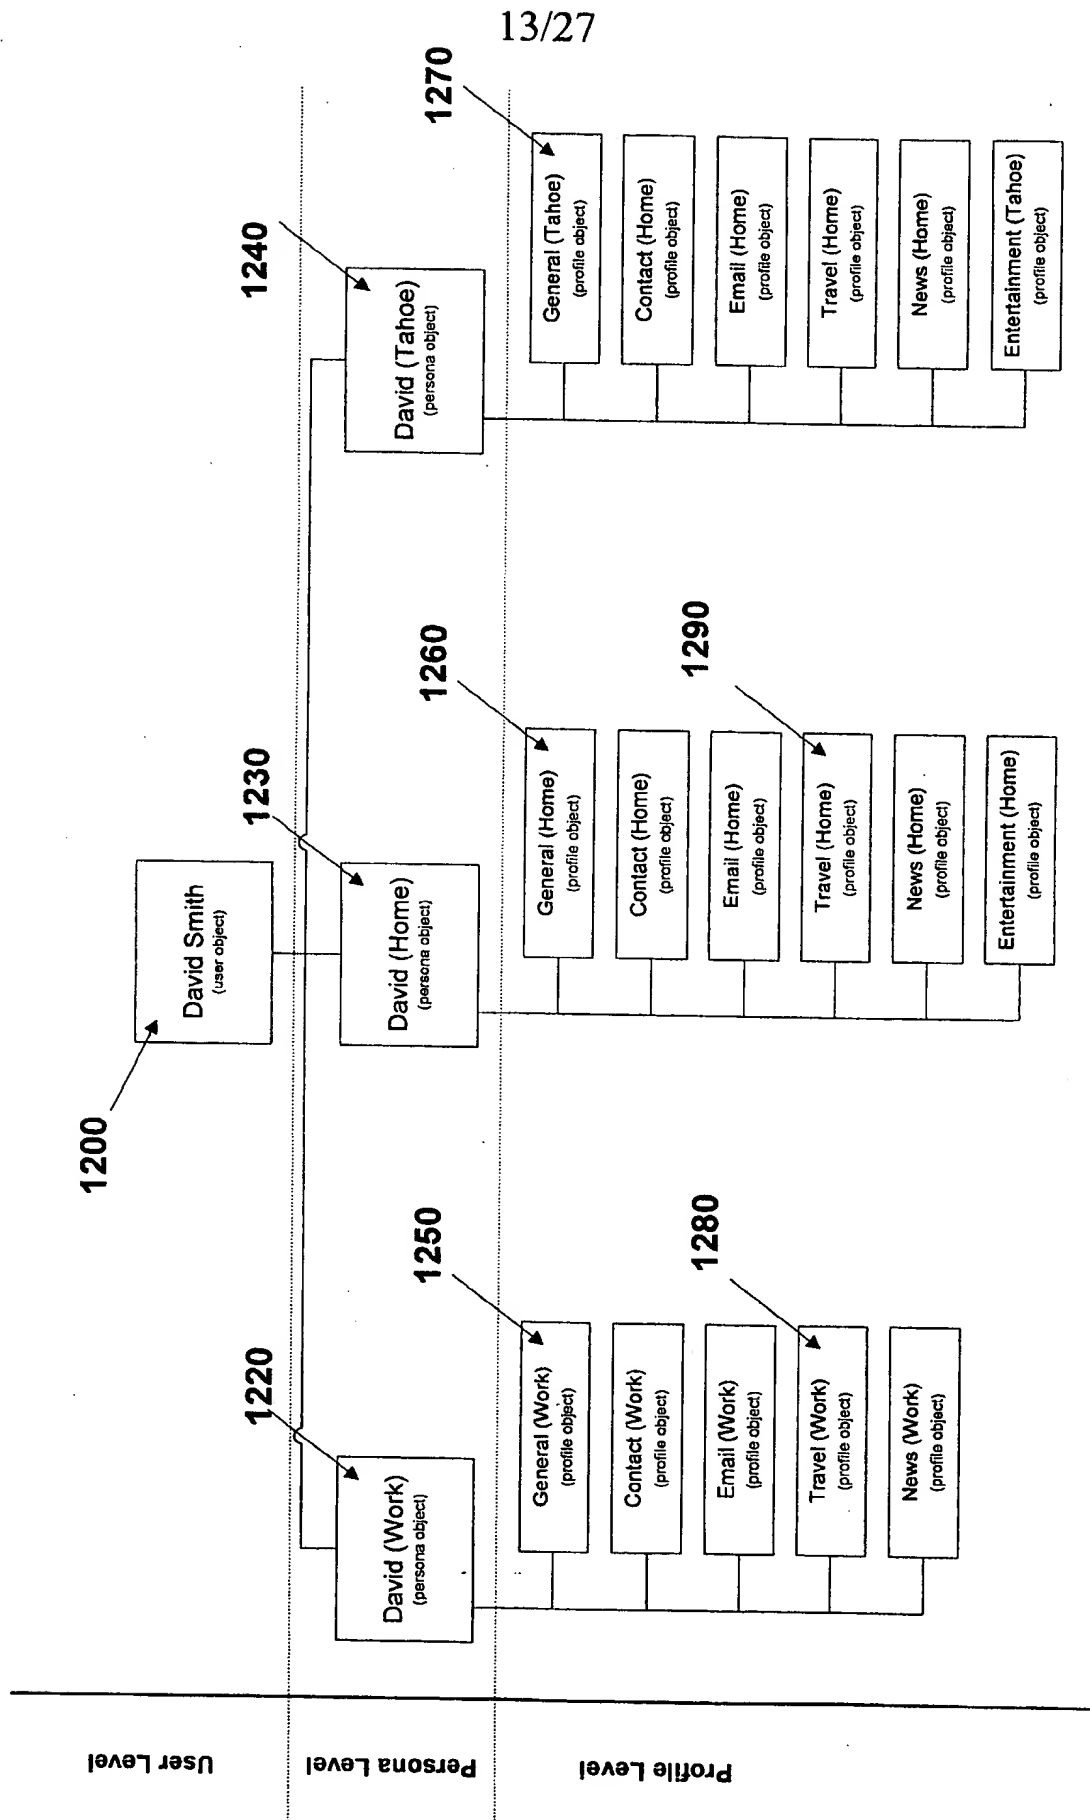 13/27
User Level
1200
David Smith
(user object)
Persona Level
1220
David (Work)
(persona object)
1230
David (Home)
(persona object)
1240
David (Tahoe)
(persona object)
Profile Level
1250
General (Work)
(profile object)
Contact (Work)
(profile object)
Email (Work)
(profile object)
1280
Travel (Work)
(profile object)
News (Work)
(profile object)
1260
General (Home)
(profile object)
Contact (Home)
(profile object)
Email (Home)
(profile object)
1290
Travel (Home)
(profile object)
News (Home)
(profile object)
Entertainment (Home)
(profile object)
1270
General (Tahoe)
(profile object)
Contact (Home)
(profile object)
Email (Home)
(profile object)
Travel (Home)
(profile object)
News (Home)
(profile object)
Entertainment (Tahoe)
(profile object)